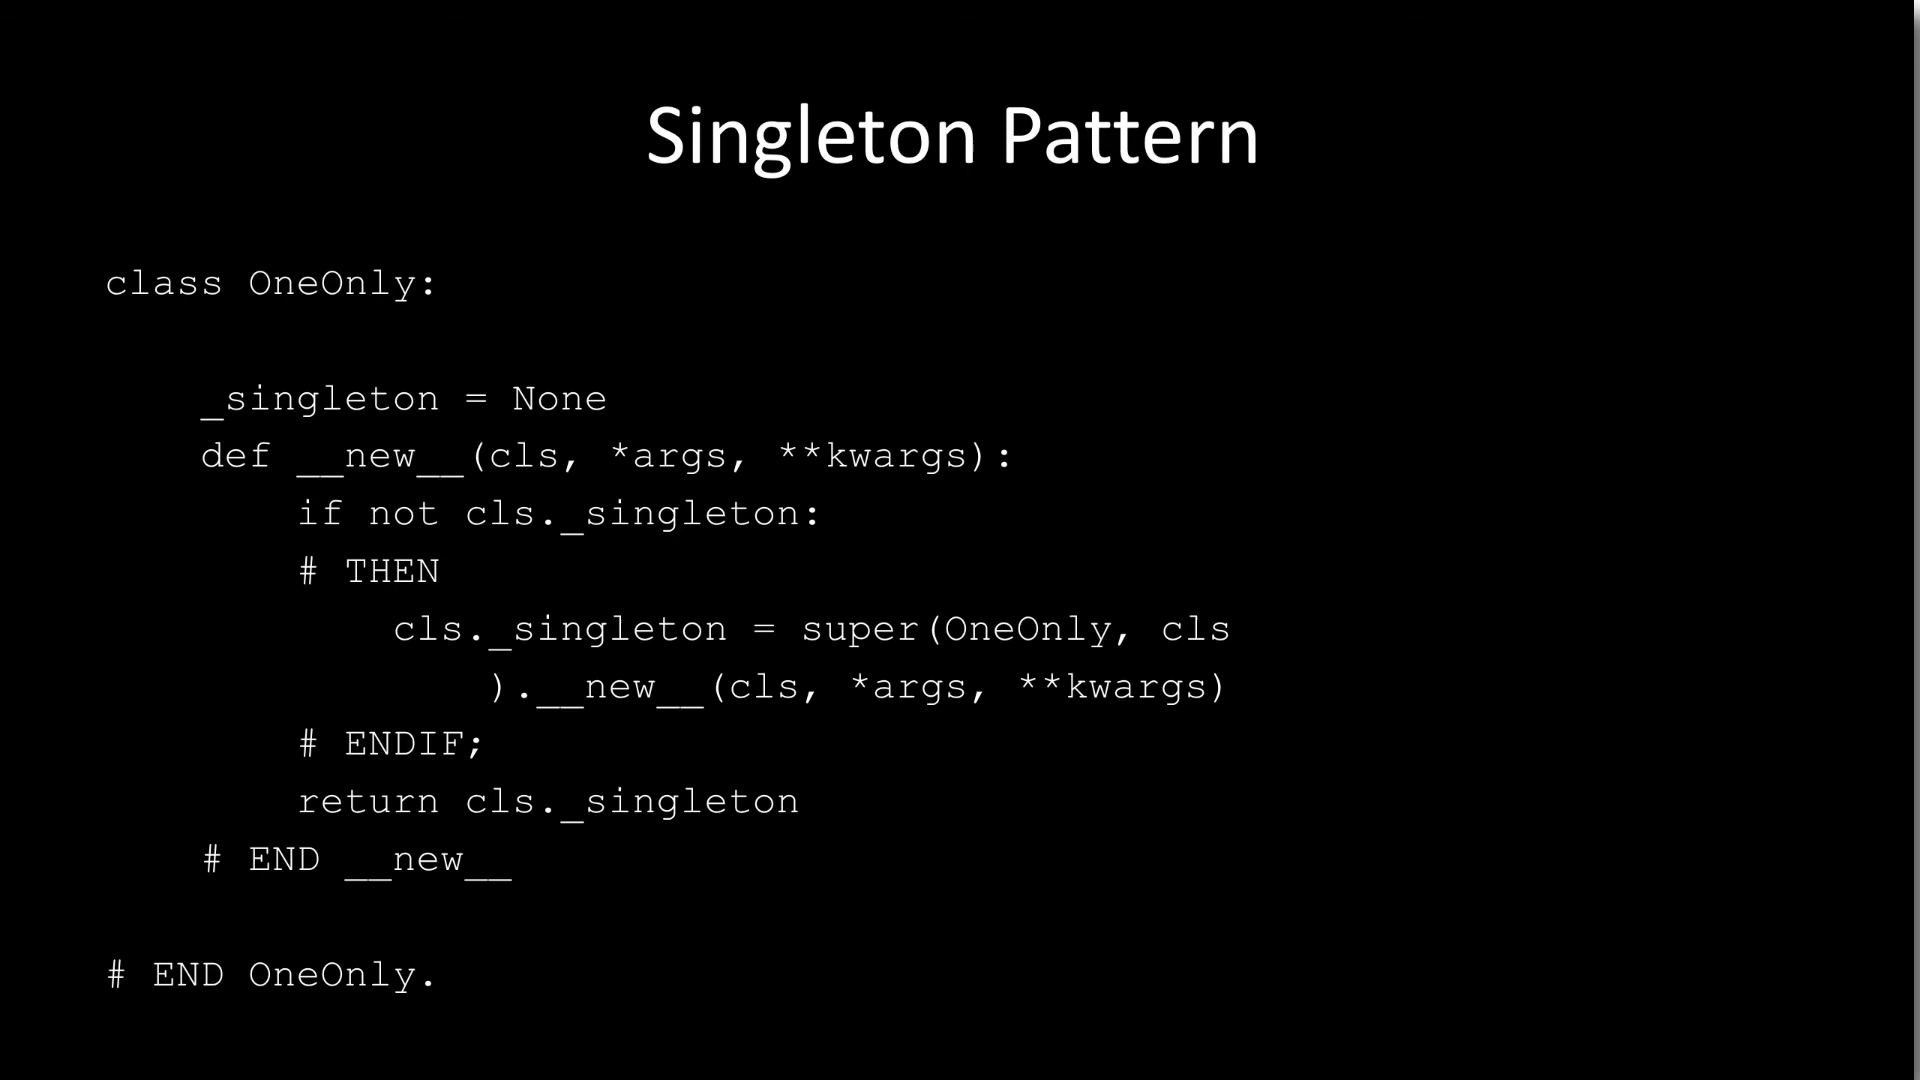 Singleton Pattern
class OneOnly:
_singleton = None
def __new__(cls, *args, **kwargs):
if not cls._singleton:
# THEN
cls._singleton = super(OneOnly, cls
).__new__(cls, *args, **kwargs)
# ENDIF;
return cls._singleton
# END __new__
# END OneOnly.